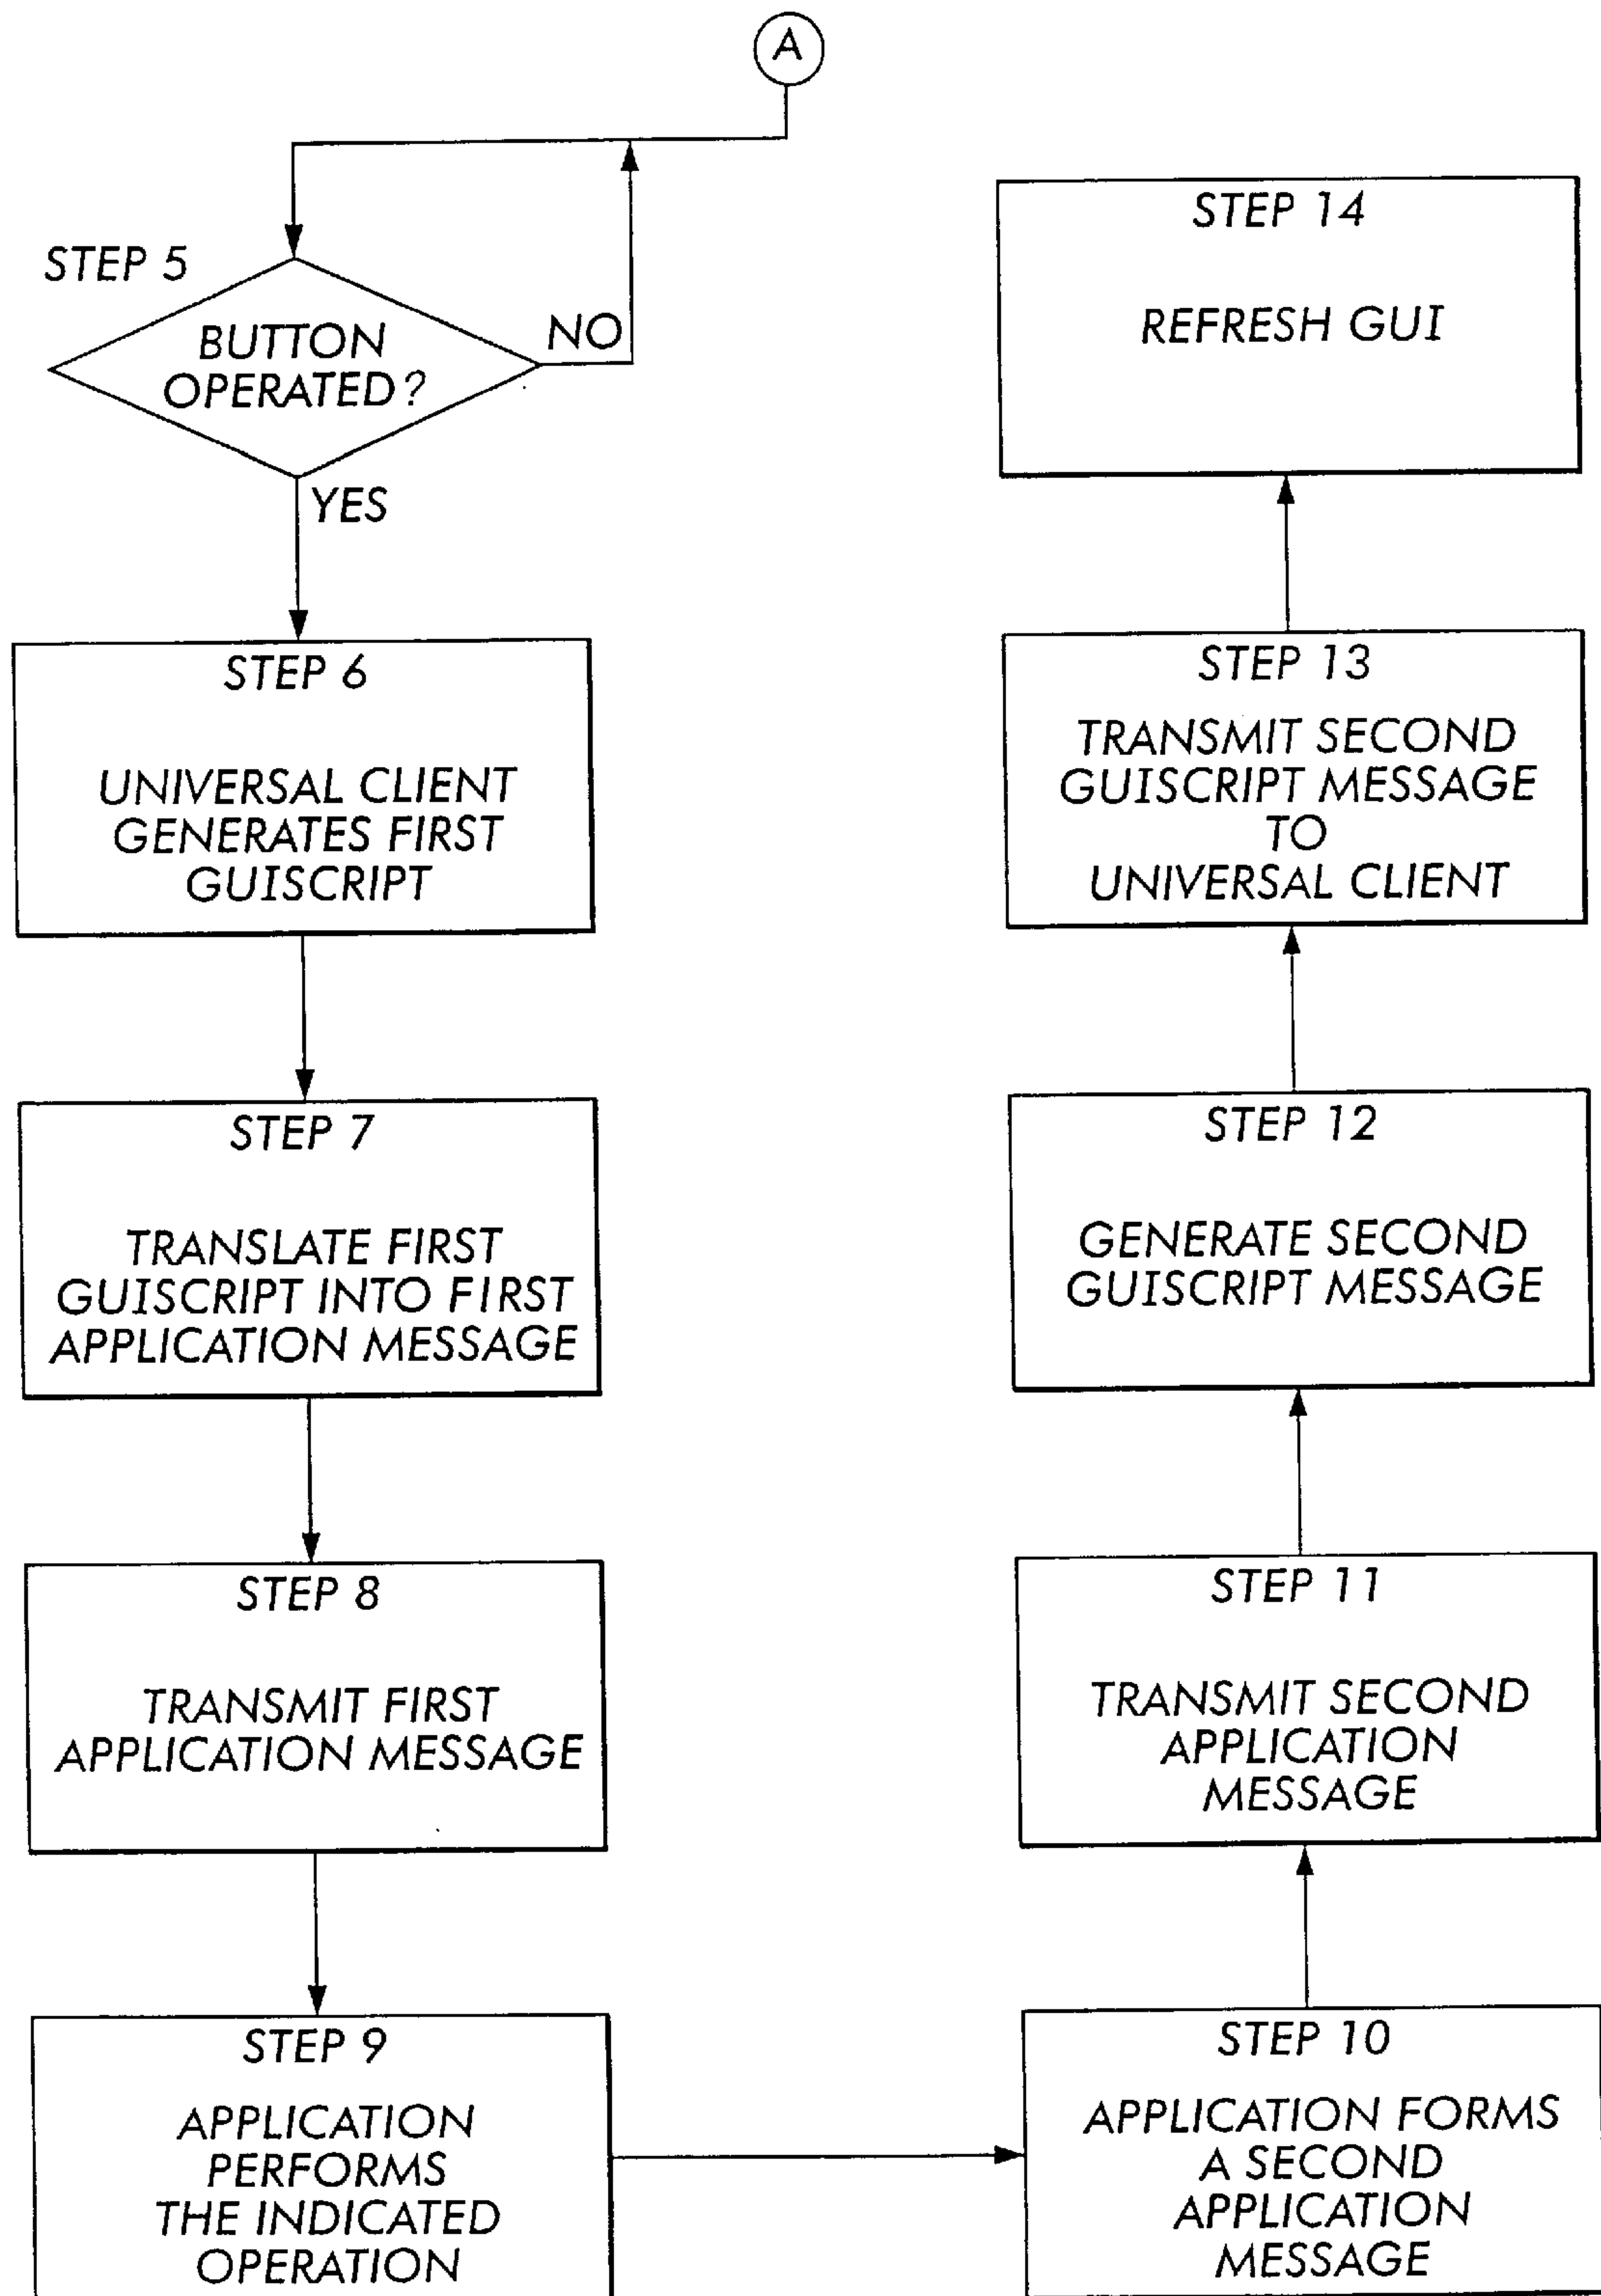 A
STEP 5
BUTTON
OPERATED?
NO
YES
STEP 6
UNIVERSAL CLIENT
GENERATES FIRST
GUISCRIPT
STEP 7
TRANSLATE FIRST
GUISCRIPT INTO FIRST
APPLICATION MESSAGE
STEP 8
TRANSMIT FIRST
APPLICATION MESSAGE
STEP 9
APPLICATION
PERFORMS
THE INDICATED
OPERATION
STEP 10
APPLICATION FORMS
A SECOND
APPLICATION
MESSAGE
STEP 11
TRANSMIT SECOND
APPLICATION
MESSAGE
STEP 12
GENERATE SECOND
GUISCRIPT MESSAGE
STEP 13
TRANSMIT SECOND
GUISCRIPT MESSAGE
TO
UNIVERSAL CLIENT
STEP 14
REFRESH GUI